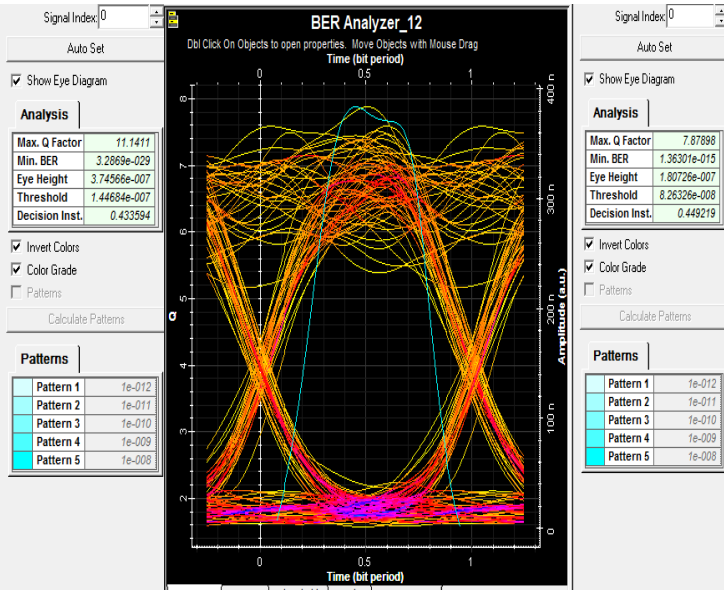 Signal Index: 0
Auto Set
Show Eye Diagram
Analysis
Max. Q Factor 11.1411
Min. BER 3.2869e-029
Eye Height 3.74566e-007
Threshold 1.44684e-007
Decision Inst. 0.433594
Invert Colors
Color Grade
Patterns
Calculate Patterns
Patterns
Pattern 1 1e-012
Pattern 2 1e-011
Pattern 3 1e-010
Pattern 4 1e-009
Pattern 5 1e-008
BER Analyzer_12
Dbl Click On Objects to open properties. Move Objects with Mouse Drag
Time (bit period)
0 0.5 1
8
7
6
5
4
3
2
Q
400 n
300 n
200 n
100 n
0
Amplitude (a.u.)
0 0.5 1
Time (bit period)
Signal Index: 0
Auto Set
Show Eye Diagram
Analysis
Max. Q Factor 7.87898
Min. BER 1.36301e-015
Eye Height 1.80726e-007
Threshold 8.26326e-008
Decision Inst. 0.449219
Invert Colors
Color Grade
Patterns
Calculate Patterns
Patterns
Pattern 1 1e-012
Pattern 2 1e-011
Pattern 3 1e-010
Pattern 4 1e-009
Pattern 5 1e-008